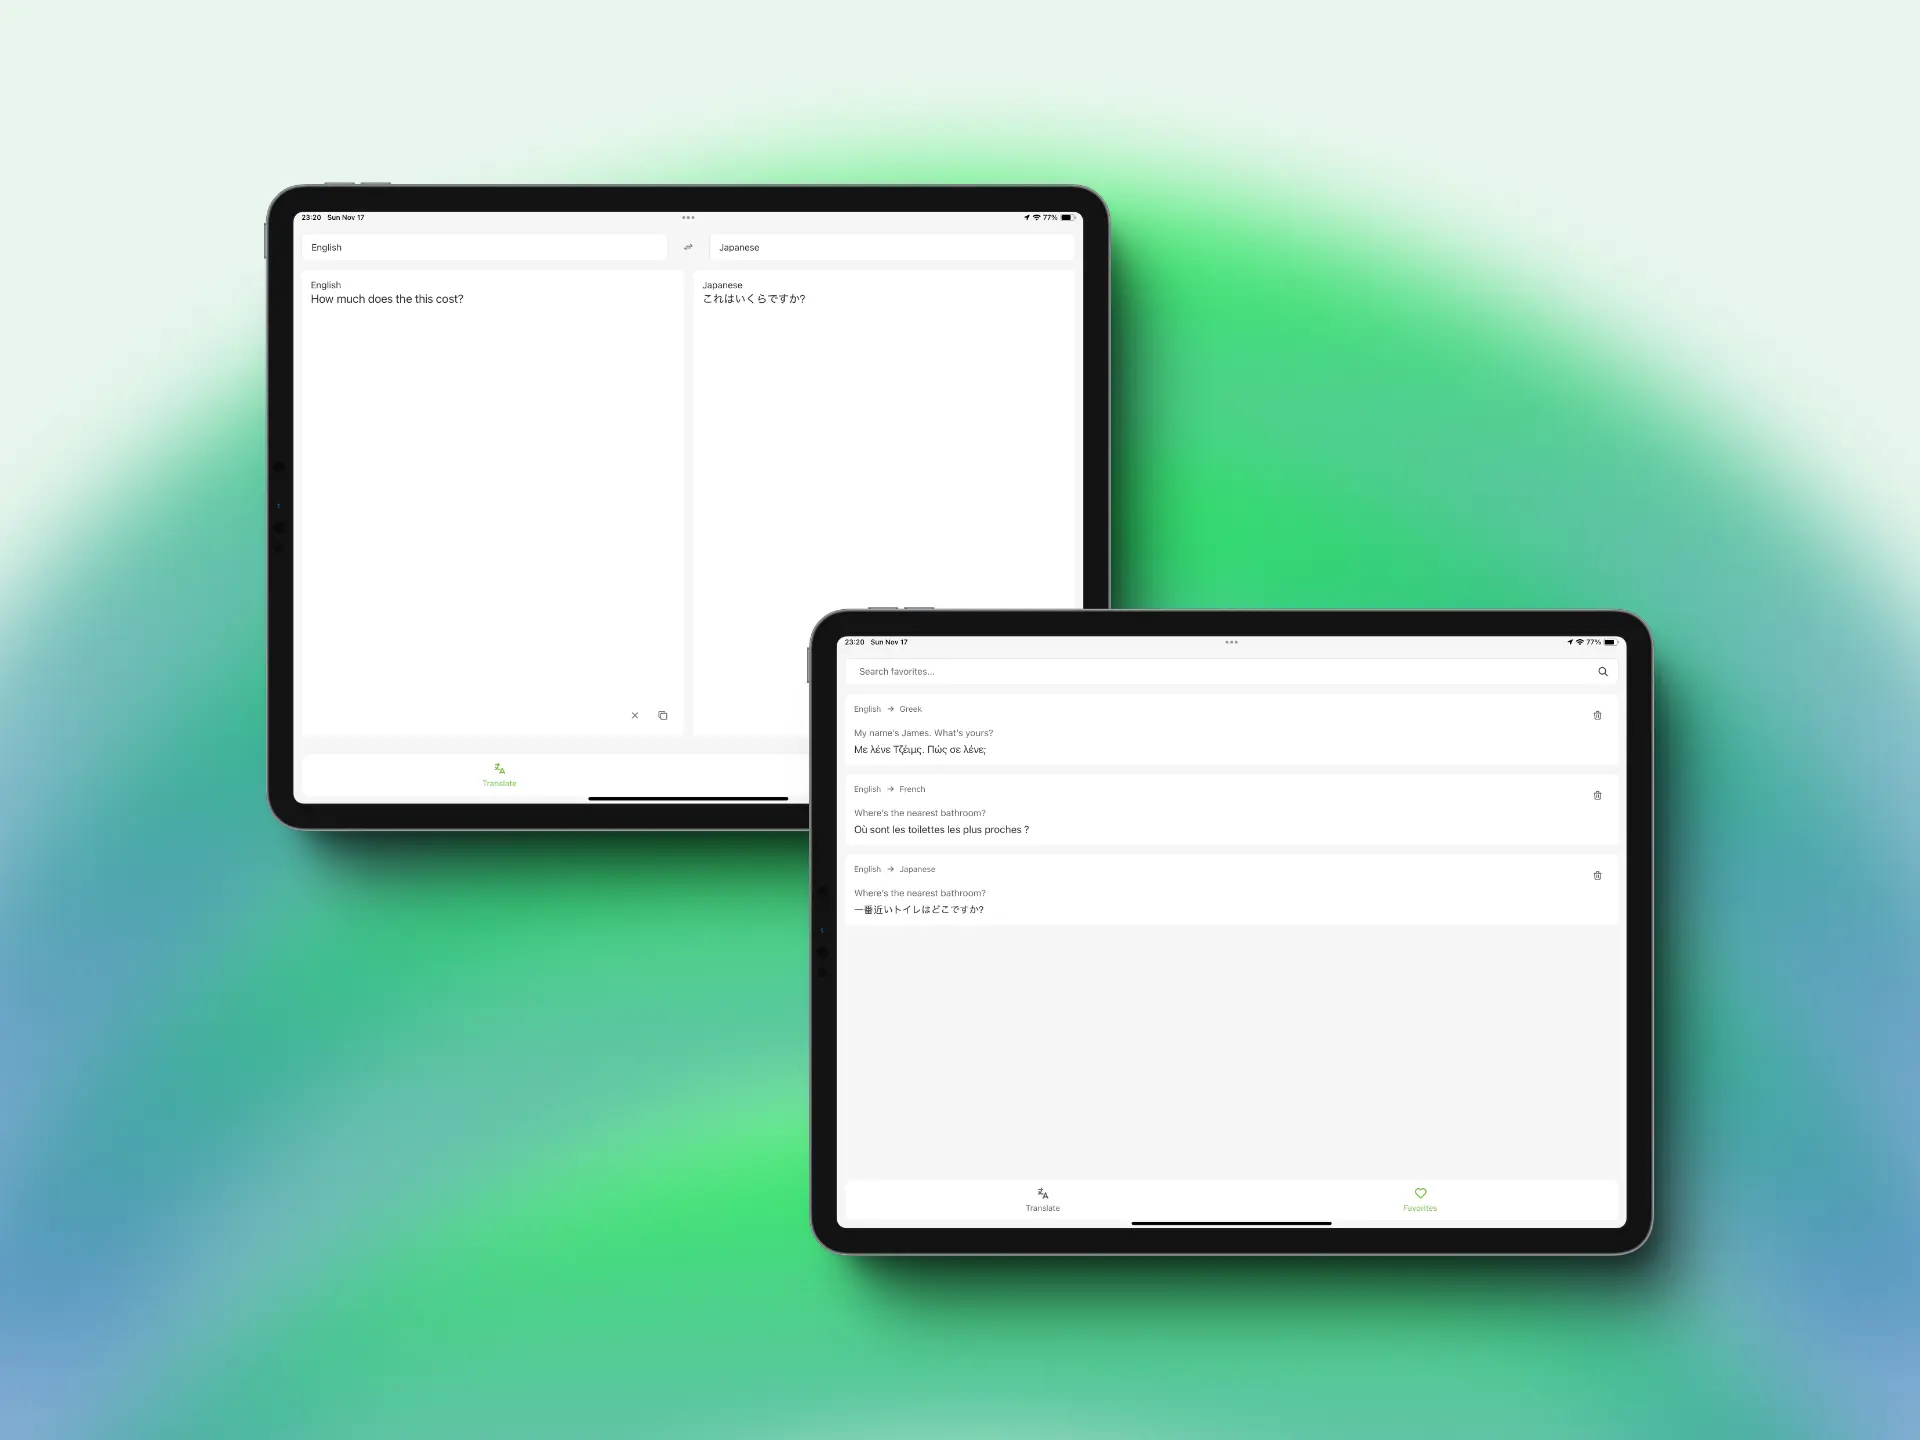 23:20 Sun Nov 17
77%
English
Japanese
English
How much does the this cost?
Japanese
これはいくらですか?
Translate
23:20 Sun Nov 17
77%
Search favorites...
English → Greek
My name's James. What's yours?
Με λένε Τζέιμς. Πώς σε λένε;
English → French
Where's the nearest bathroom?
Où sont les toilettes les plus proches ?
English → Japanese
Where's the nearest bathroom?
一番近いトイレはどこですか?
Translate
Favorites